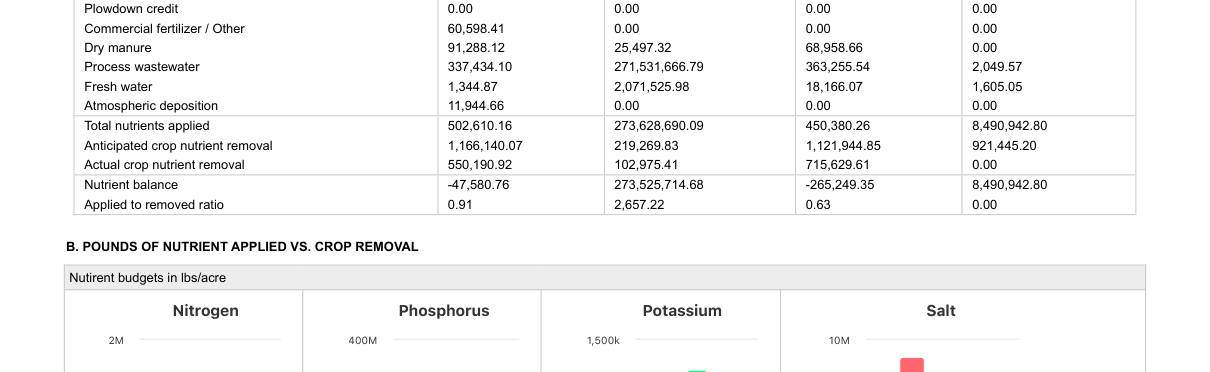 Plowdown credit 0.00 0.00 0.00 0.00
Commercial fertilizer / Other 60,598.41 0.00 0.00 0.00
Dry manure 91,288.12 25,497.32 68,958.66 0.00
Process wastewater 337,434.10 271,531,666.79 363,255.54 2,049.57
Fresh water 1,344.87 2,071,525.98 18,166.07 1,605.05
Atmospheric deposition 11,944.66 0.00 0.00 0.00
Total nutrients applied 502,610.16 273,628,690.09 450,380.26 8,490,942.80
Anticipated crop nutrient removal 1,166,140.07 219,269.83 1,121,944.85 921,445.20
Actual crop nutrient removal 550,190.92 102,975.41 715,629.61 0.00
Nutrient balance -47,580.76 273,525,714.68 -265,249.35 8,490,942.80
Applied to removed ratio 0.91 2,657.22 0.63 0.00
B. POUNDS OF NUTRIENT APPLIED VS. CROP REMOVAL
Nutirent budgets in lbs/acre
Nitrogen Phosphorus Potassium Salt
2M 400M 1,500k 10M